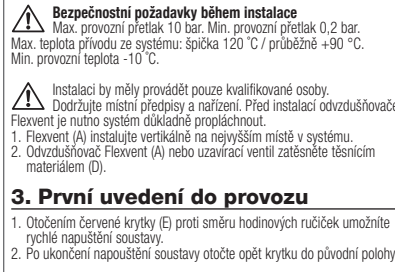 Bezpečnostní požadavky během instalace
Max. provozní přetlak 10 bar. Min. provozní přetlak 0,2 bar.
Max. teplota přívodu ze systému: špička 120 ˚C / průběžně +90 °C.
Min. provozní teplota -10 ˚C.
Instalaci by měly provádět pouze kvalifikované osoby.
Dodržujte místní předpisy a nařízení. Před instalací odvzdušňovače
Flexvent je nutno systém důkladně propláchnout.
1. Flexvent (A) instalujte vertikálně na nejvyšším místě v systému.
2. Odvzdušňovač Flexvent (A) nebo uzavírací ventil zatěsněte těsnícím
materiálem (D).
3. První uvedení do provozu
1. Otočením červené krytky (E) proti směru hodinových ručiček umožníte
rychlé napuštění soustavy.
2. Po ukončení napuštění soustavy otočte opět krytku do původní polohy